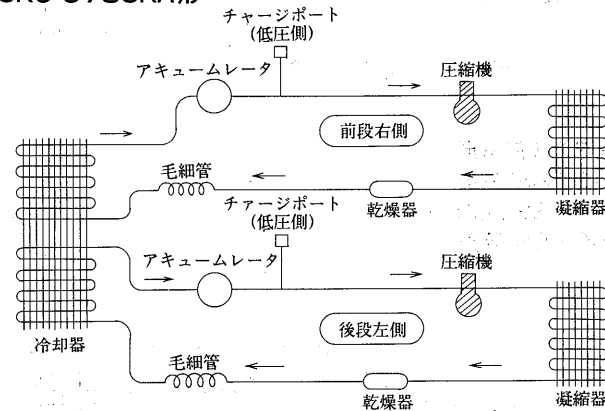 チャージポート
(低圧側)
アキュームレータ
圧縮機
前段右側
毛細管
乾燥器
凝縮器
チャージポート
(低圧側)
アキュームレータ
圧縮機
後段左側
冷却器
毛細管
乾燥器
凝縮器